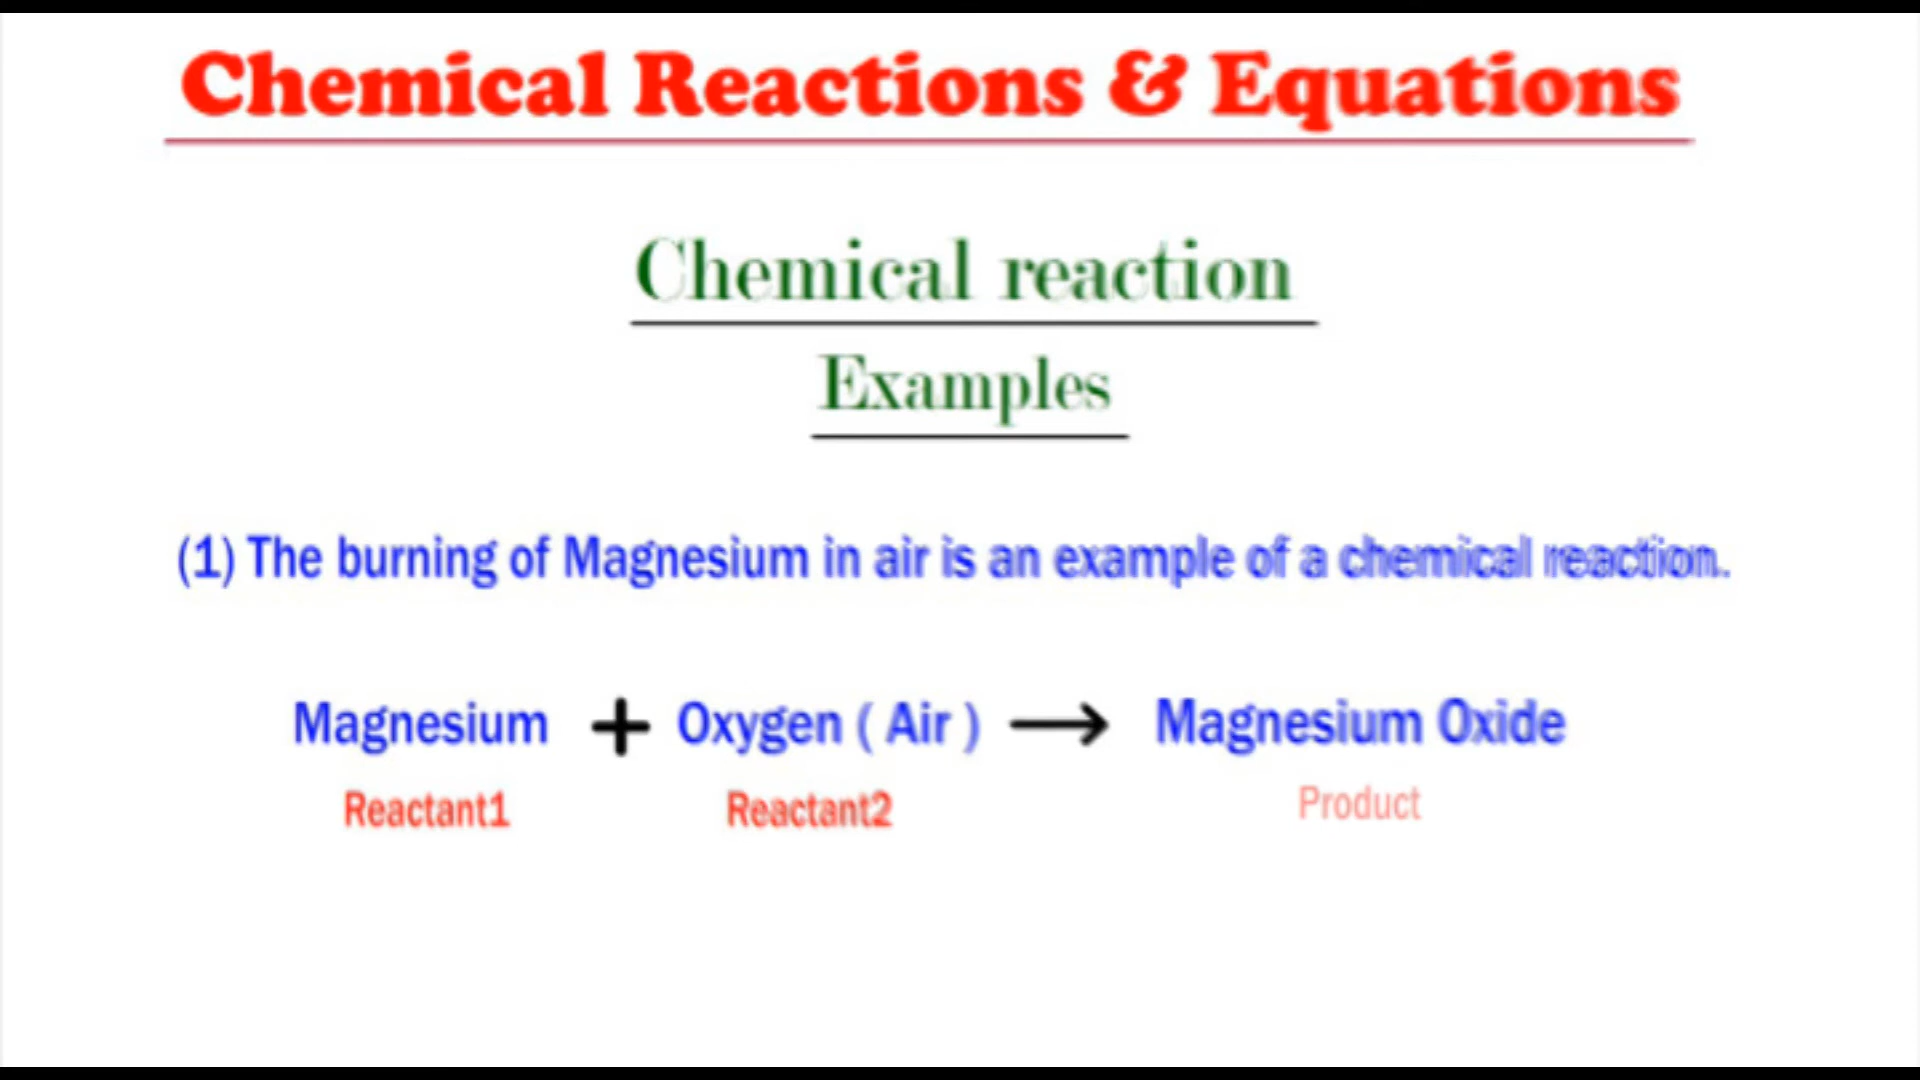 Chemical Reactions & Equations
Chemical reaction
Examples
(1) The burning of Magnesium in air is an example of a chemical reaction.
Magnesium + Oxygen ( Air ) → Magnesium Oxide
Reactant1 Reactant2 Product